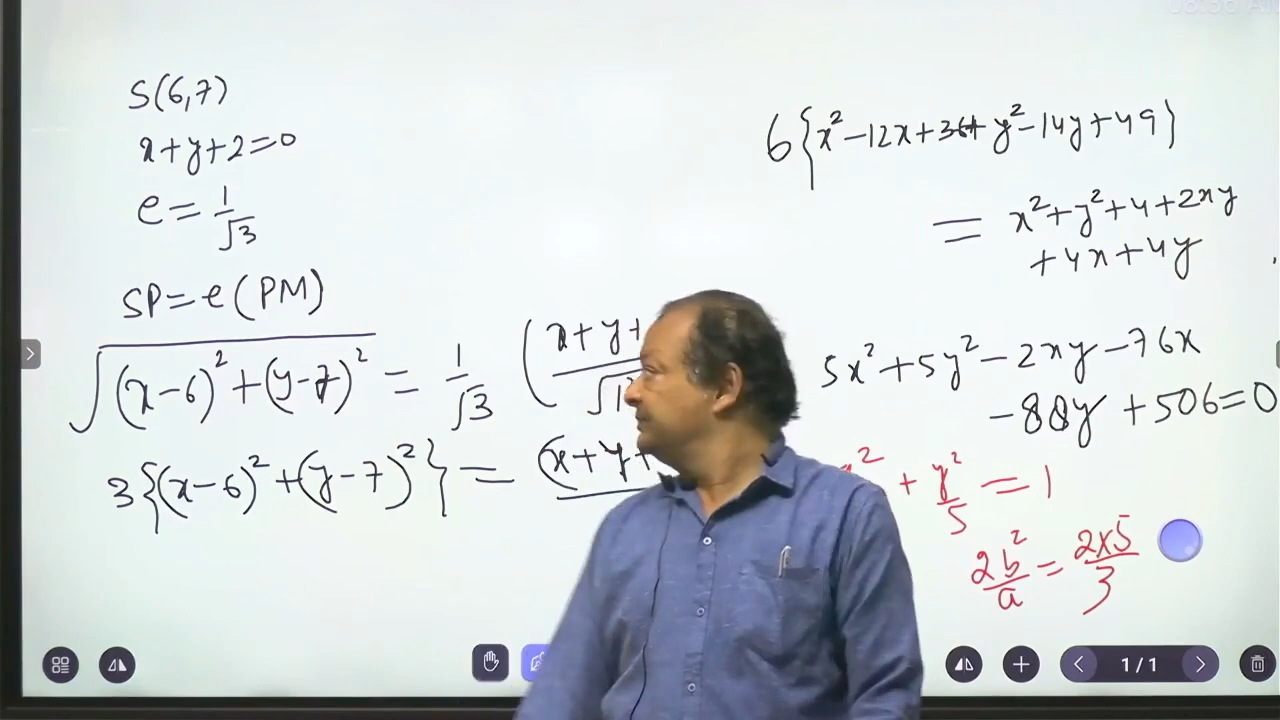 S(6,7)
x+y+2=0
e=1/√3
SP=e(PM)
√(x-6)²+(y-7)² = 1/√3 (x+y+
3{(x-6)²+(y-7)²} = (x+y+
6{x²-12x+36+y²-14y+49}
= x²+y²+4+2xy
+4x+4y
5x²+5y²-2xy-76x
-88y+506=0
x² + y²/5 = 1
2b²/a = 2×5/3
1/1